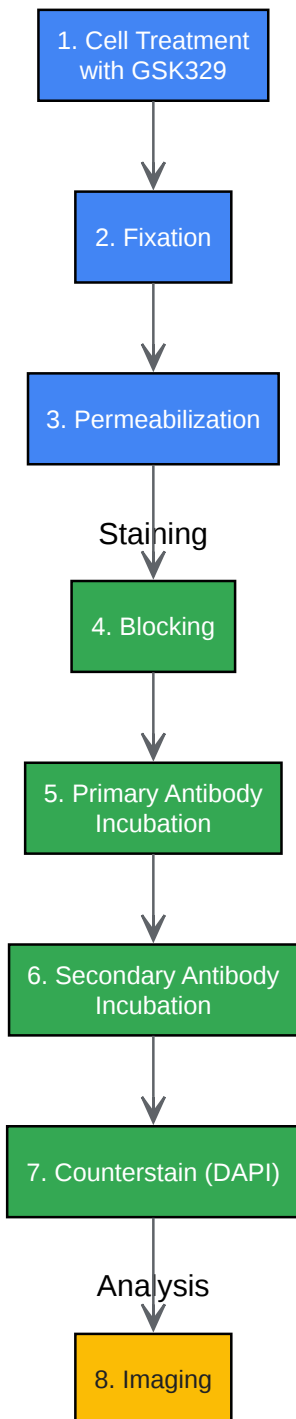 1. Cell Treatment
with GSK329
2. Fixation
3. Permeabilization
Staining
4. Blocking
5. Primary Antibody
Incubation
6. Secondary Antibody
Incubation
7. Counterstain (DAPI)
Analysis
8. Imaging